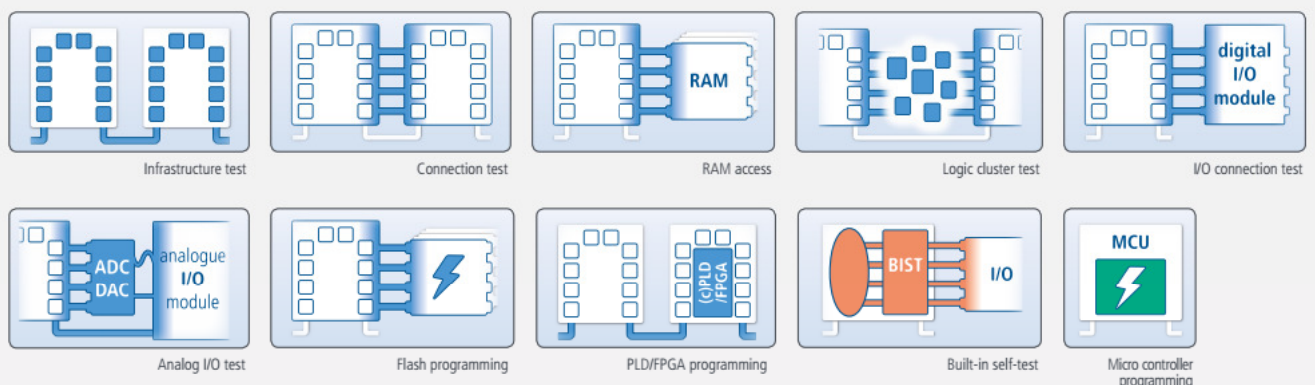 RAM
digital
I/O
module
Infrastructure test
Connection test
RAM access
Logic cluster test
I/O connection test
ADC
DAC
analogue
I/O
module
(c)PLD
/FPGA
BIST
I/O
MCU
Analog I/O test
Flash programming
PLD/FPGA programming
Built-in self-test
Micro controller
programming